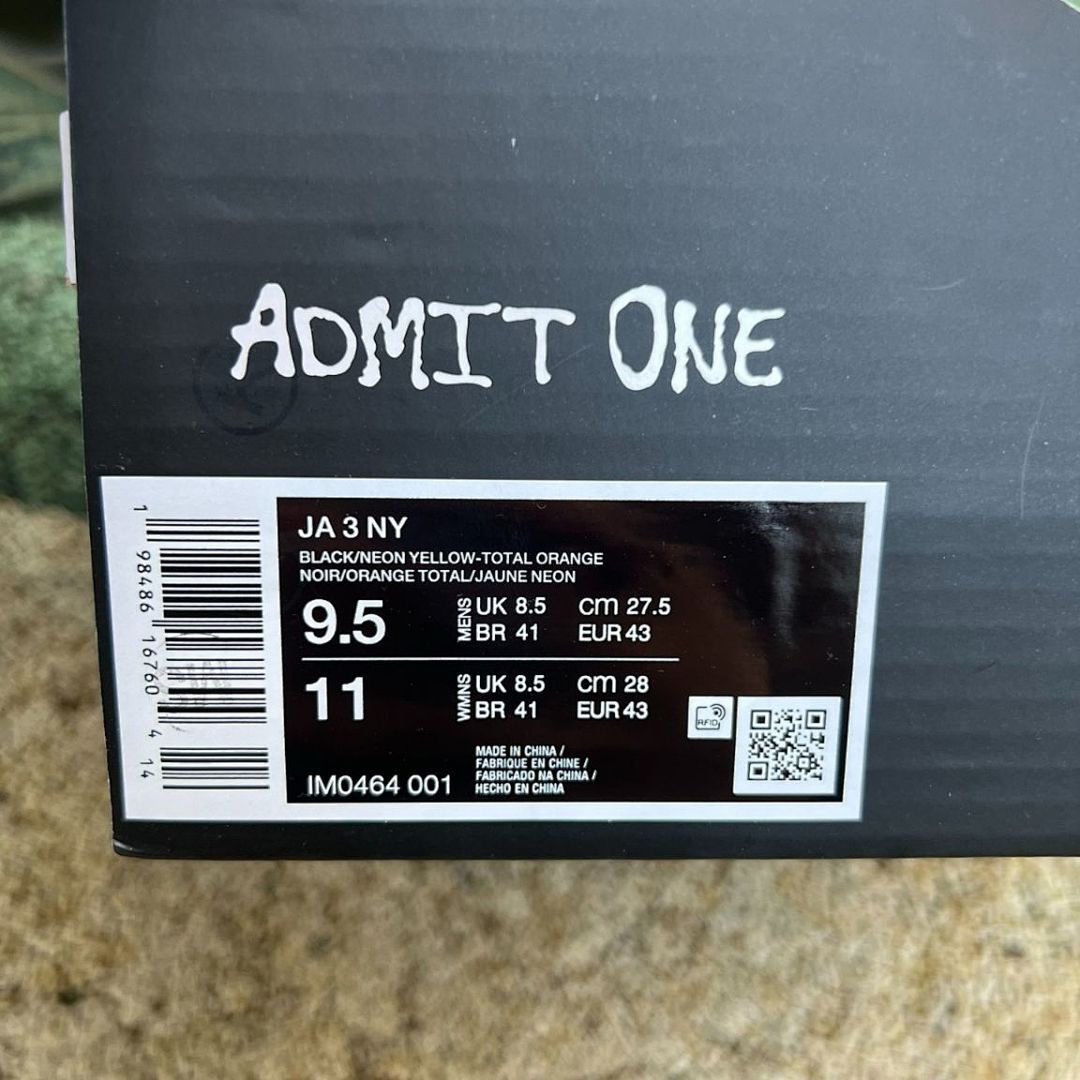 ADMIT ONE
JA 3 NY
BLACK/NEON YELLOW-TOTAL ORANGE
NOIR/ORANGE TOTAL/JAUNE NEON
9.5 MENS UK 8.5 CM 27.5
BR 41 EUR 43
11 WMNS UK 8.5 CM 28
BR 41 EUR 43
RFID
MADE IN CHINA /
FABRIQUE EN CHINE /
FABRICADO NA CHINA /
HECHO EN CHINA
IM0464 001
1 98486 16760 4 14